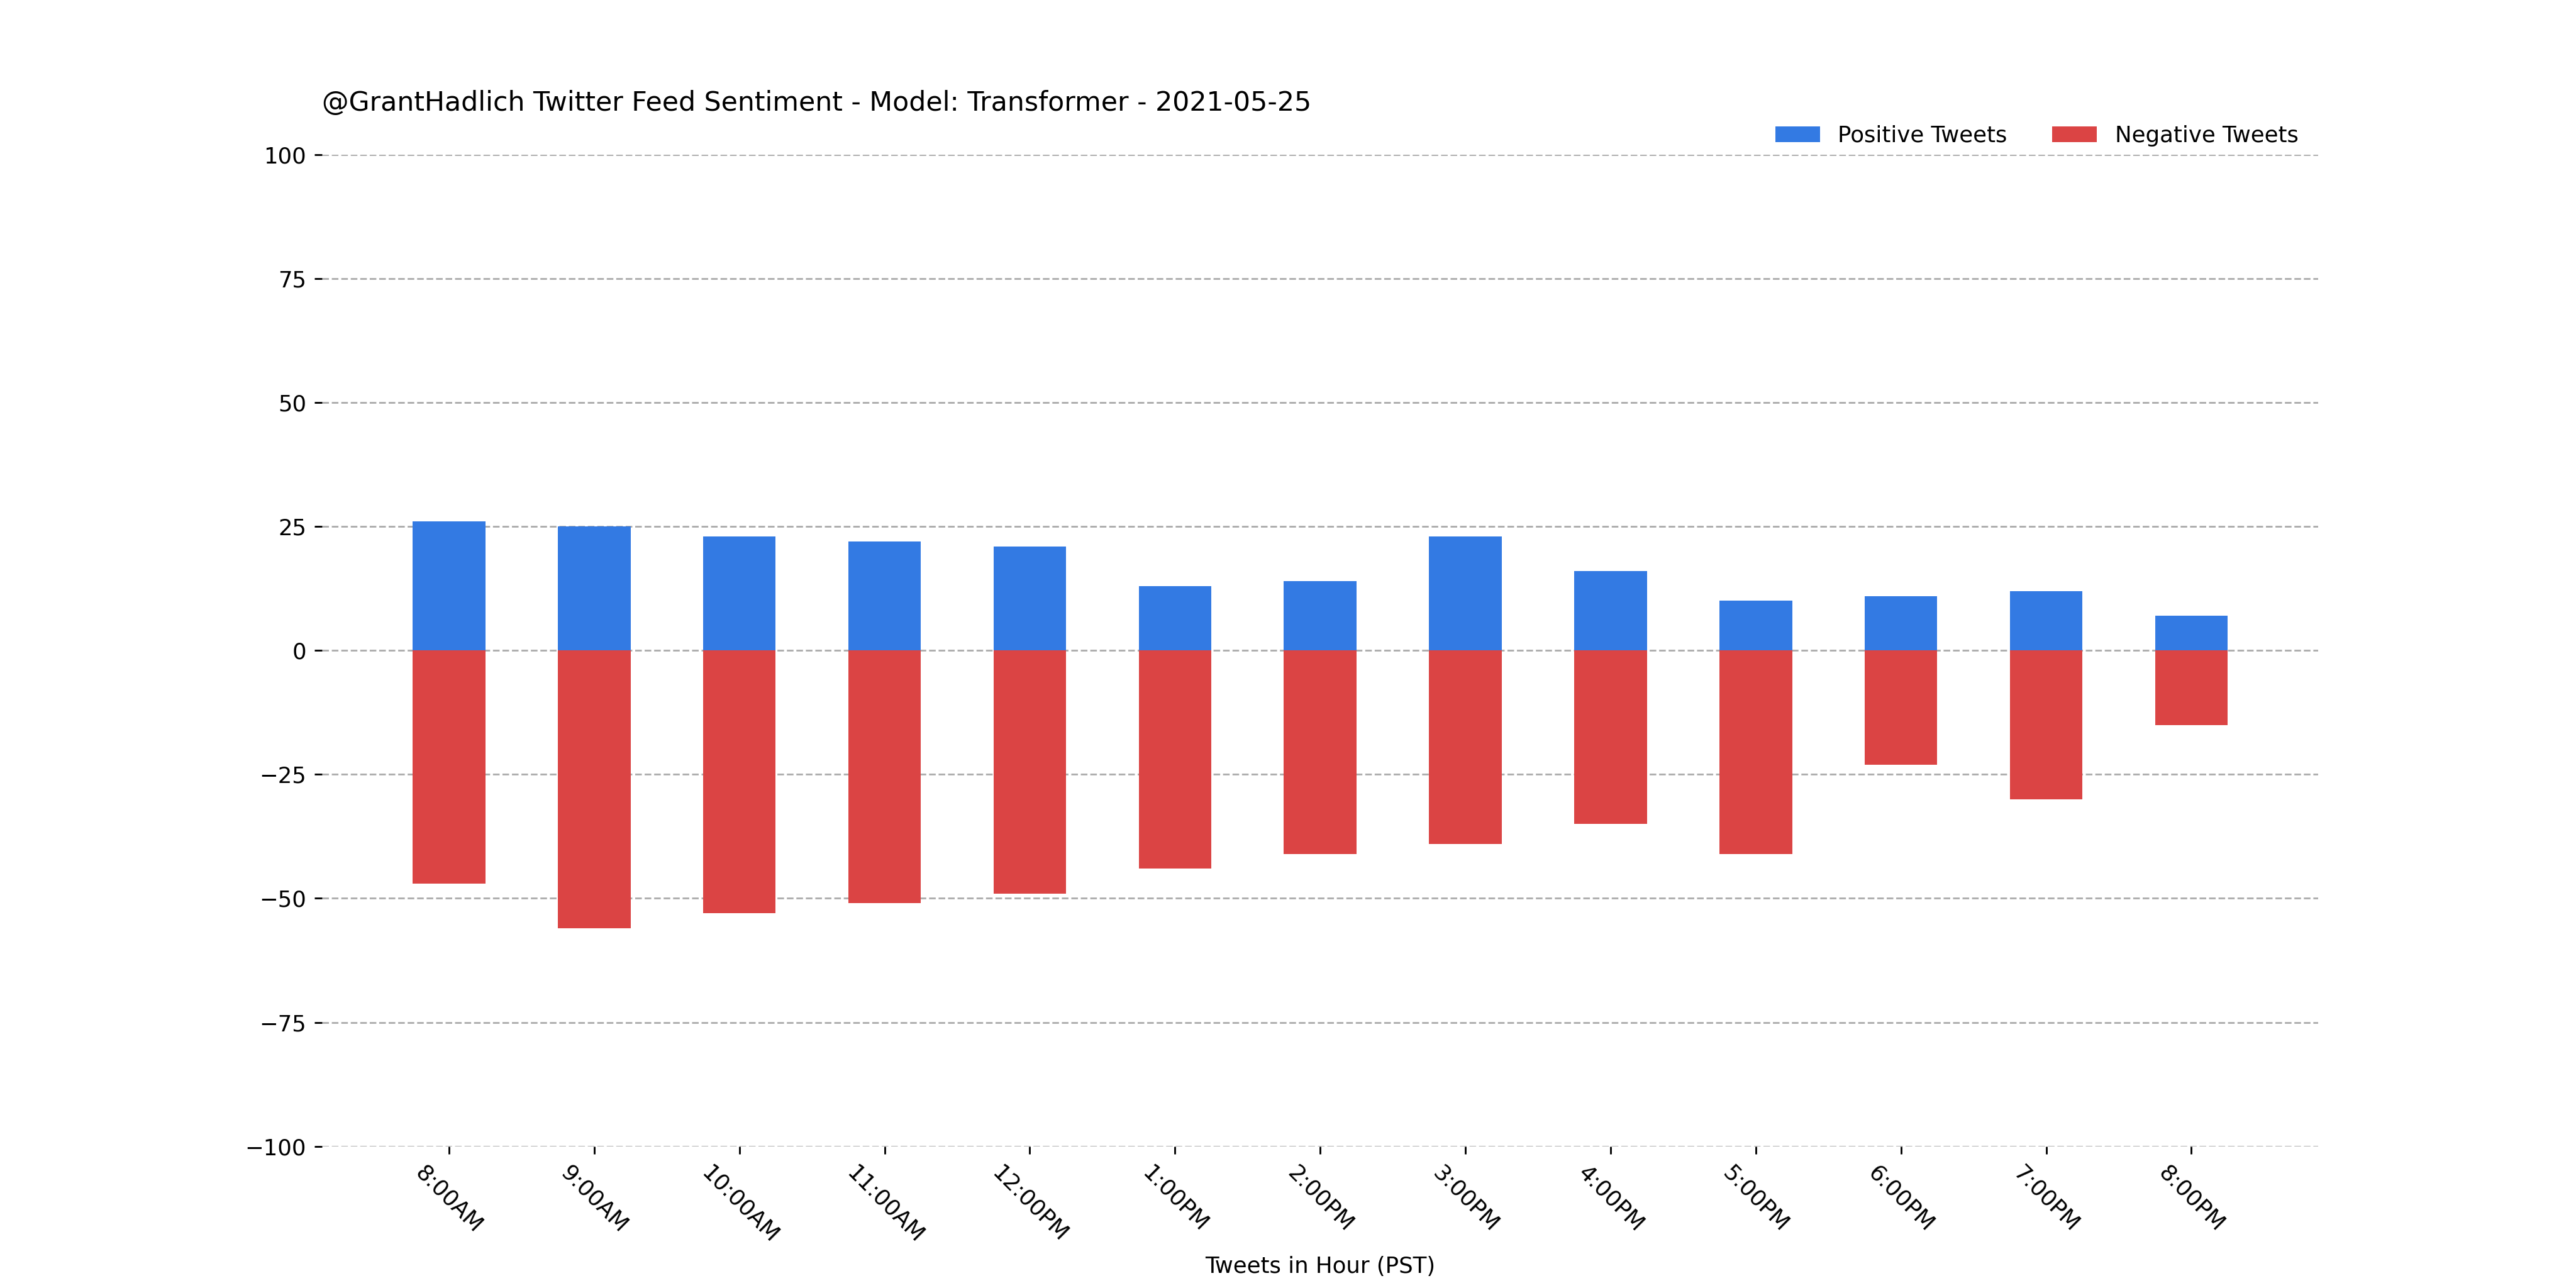 @GrantHadlich Twitter Feed Sentiment - Model: Transformer - 2021-05-25
Positive Tweets Negative Tweets
100
75
50
25
0
−25
−50
−75
−100
8:00AM 9:00AM 10:00AM 11:00AM 12:00PM 1:00PM 2:00PM 3:00PM 4:00PM 5:00PM 6:00PM 7:00PM 8:00PM
Tweets in Hour (PST)